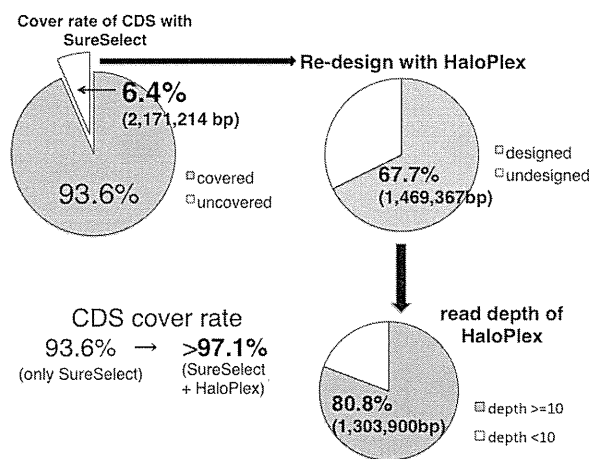 Cover rate of CDS with
SureSelect
6.4%
(2,171,214 bp)
93.6%
covered
uncovered
Re-design with HaloPlex
67.7%
(1,469,367bp)
designed
undesigned
read depth of
HaloPlex
80.8%
(1,303,900bp)
depth >=10
depth <10
CDS cover rate
93.6% → >97.1%
(only SureSelect) (SureSelect
+ HaloPlex)